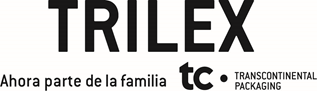 TRILEX
Ahora parte de la familia tc • TRANSCONTINENTAL
PACKAGING